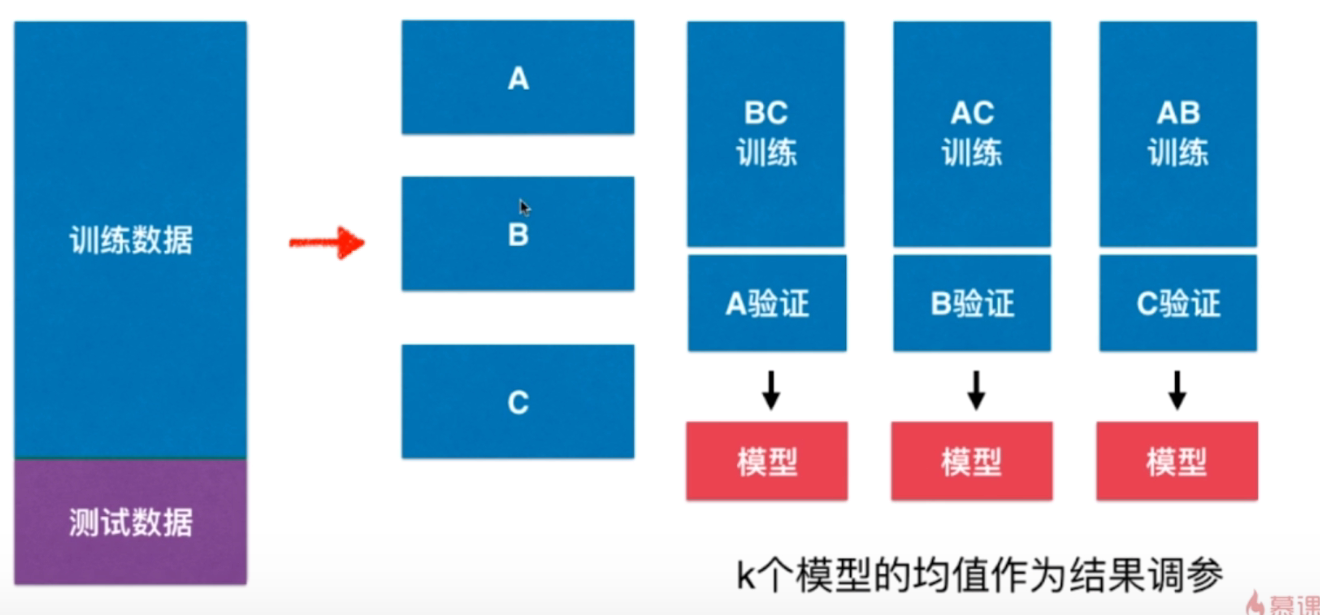 训练数据
测试数据
A
B
C
BC
训练
A验证
模型
AC
训练
B验证
模型
AB
训练
C验证
模型
k个模型的均值作为结果调参
慕课